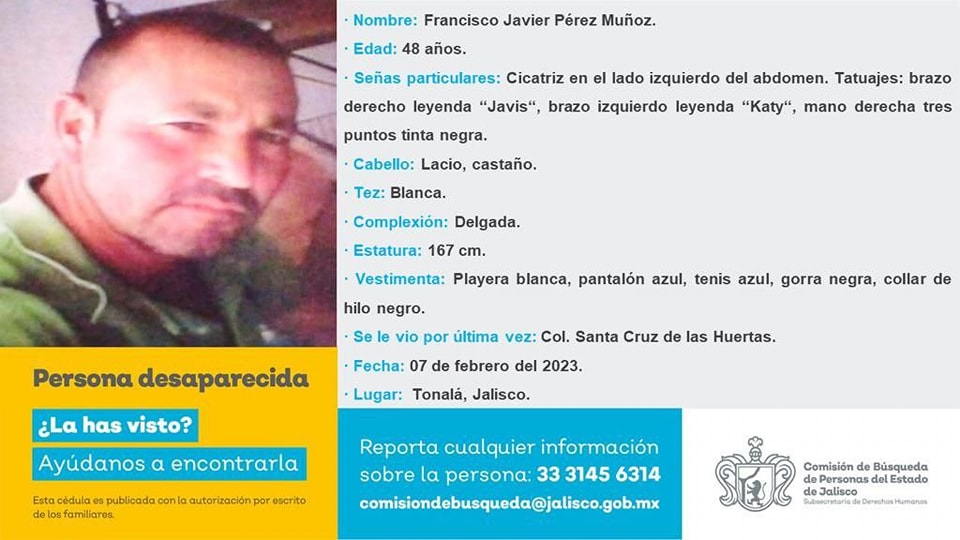 · Nombre: Francisco Javier Pérez Muñoz.
· Edad: 48 años.
· Señas particulares: Cicatriz en el lado izquierdo del abdomen. Tatuajes: brazo
derecho leyenda “Javis“, brazo izquierdo leyenda “Katy“, mano derecha tres
puntos tinta negra.
· Cabello: Lacio, castaño.
· Tez: Blanca.
· Complexión: Delgada.
· Estatura: 167 cm.
· Vestimenta: Playera blanca, pantalón azul, tenis azul, gorra negra, collar de
hilo negro.
· Se le vio por última vez: Col. Santa Cruz de las Huertas.
· Fecha: 07 de febrero del 2023.
· Lugar: Tonalá, Jalisco.
Persona desaparecida
¿La has visto?
Ayúdanos a encontrarla
Esta cédula es publicada con la autorización por escrito
de los familiares.
Reporta cualquier información
sobre la persona: 33 3145 6314
comisiondebusqueda@jalisco.gob.mx
Comisión de Búsqueda
de Personas del Estado
de Jalisco
Subsecretaría de Derechos Humanos